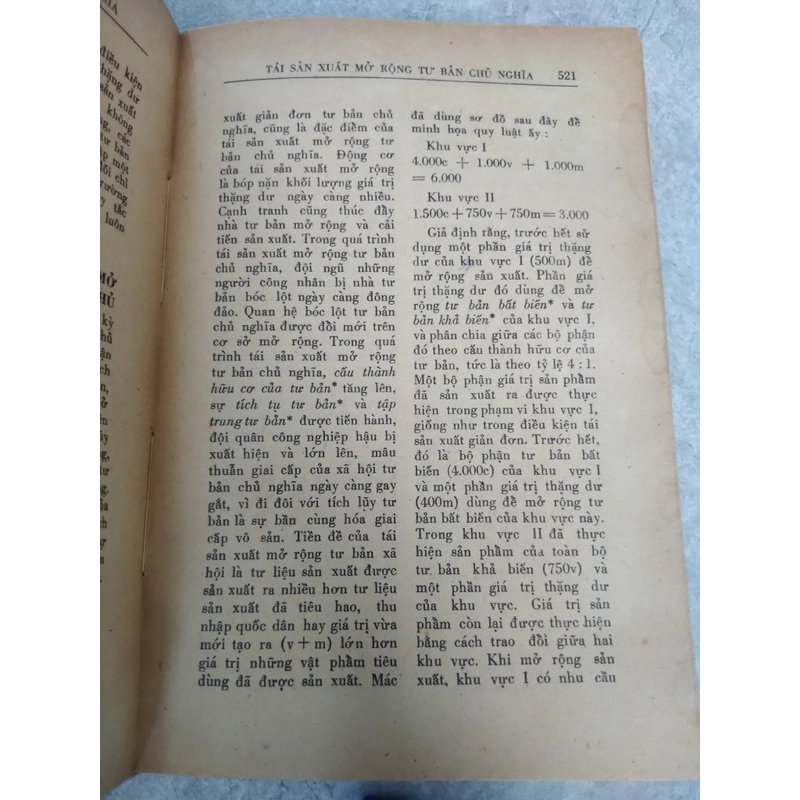 GHĨA
điều kiện
thặng dư
sản xuất
không
ng, các
tư bản
ập một
rường
y tắc
luôn
MỞ
CHỦ
kỳ
TÁI SẢN XUẤT MỞ RỘNG TƯ BẢN CHỦ NGHĨA 521
xuất giản đơn tư bản chủ
nghĩa, cũng là đặc điểm của
tái sản xuất mở rộng tư
bản chủ nghĩa. Động cơ
của tái sản xuất mở rộng
là bóp nặn khối lượng giá trị
thặng dư ngày càng nhiều.
Cạnh tranh cũng thúc đẩy
nhà tư bản mở rộng và cải
tiến sản xuất. Trong quá trình
tái sản xuất mở rộng tư bản
chủ nghĩa, đội ngũ những
người công nhân bị nhà tư
bản bóc lột ngày càng đông
đảo. Quan hệ bóc lột tư bản
chủ nghĩa được đổi mới trên
cơ sở mở rộng. Trong quá
trình tái sản xuất mở rộng
tư bản chủ nghĩa, cấu thành
hữu cơ của tư bản* tăng lên,
sự tích tụ tư bản* và tập
trung tư bản* được tiến hành,
đội quân công nghiệp hậu bị
xuất hiện và lớn lên, mâu
thuẫn giai cấp của xã hội tư
bản chủ nghĩa ngày càng gay
gắt, vì đi đôi với tích lũy tư
bản là sự bần cùng hóa giai
cấp vô sản. Tiền đề của tái
sản xuất mở rộng tư bản xã
hội là tư liệu sản xuất được
sản xuất ra nhiều hơn tư liệu
sản xuất đã tiêu hao, thu
nhập quốc dân hay giá trị vừa
mới tạo ra (v + m) lớn hơn
giá trị những vật phẩm tiêu
dùng đã được sản xuất. Mác
đã dùng sơ đồ sau đây để
minh họa quy luật ấy :
Khu vực I
4.000c + 1.000v + 1.000m
= 6.000
Khu vực II
1.500c + 750v + 750m = 3.000
Giả định rằng, trước hết sử
dụng một phần giá trị thặng
dư của khu vực I (500m) để
mở rộng sản xuất. Phần giá
trị thặng dư đó dùng để mở
rộng tư bản bất biến* và tư
bản khả biến* của khu vực I,
và phân chia giữa các bộ phận
đó theo cấu thành hữu cơ của
tư bản, tức là theo tỷ lệ 4 : 1.
Một bộ phận giá trị sản phẩm
đã sản xuất ra được thực
hiện trong phạm vi khu vực I,
giống như trong điều kiện tái
sản xuất giản đơn. Trước hết,
đó là bộ phận tư bản bất
biến (4.000c) của khu vực I
và một phần giá trị thặng dư
(400m) dùng để mở rộng tư
bản bất biến của khu vực này.
Trong khu vực II đã thực
hiện sản phẩm của toàn bộ
tư bản khả biến (750v) và
một phần giá trị thặng dư
của khu vực. Giá trị sản
phẩm còn lại được thực hiện
bằng cách trao đổi giữa hai
khu vực. Khi mở rộng sản
xuất, khu vực I có nhu cầu